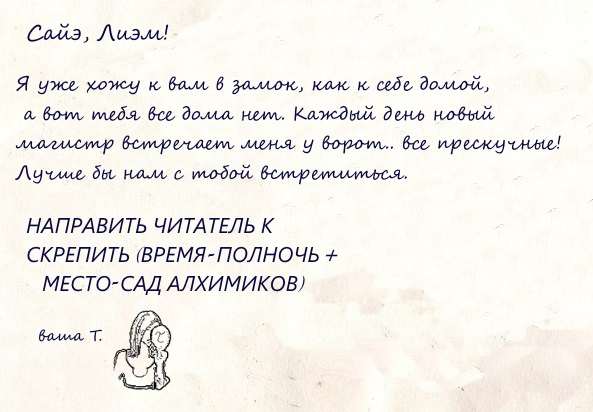 Сайэ, Лиэм!
Я уже хожу к вам в замок, как к себе домой,
а вот тебя все дома нет. Каждый день новый
магистр встречает меня у ворот.. все прескучные!
Лучше бы нам с тобой встретиться.
НАПРАВИТЬ ЧИТАТЕЛЬ К
СКРЕПИТЬ (ВРЕМЯ-ПОЛНОЧЬ +
МЕСТО-САД АЛХИМИКОВ)
ваша Т.